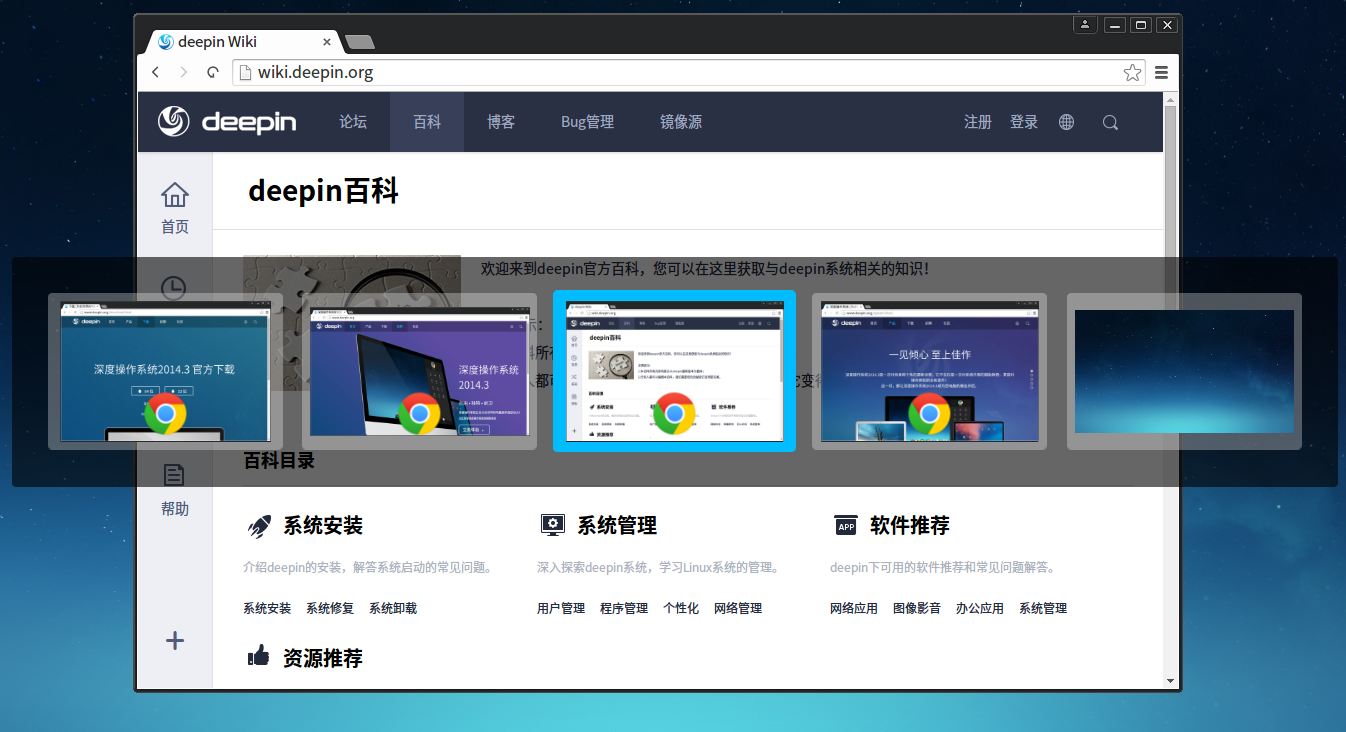 deepin Wiki
wiki.deepin.org
deepin 论坛 百科 博客 Bug管理 镜像源 注册 登录
deepin百科
首页
欢迎来到deepin官方百科，您可以在这里获取与deepin系统相关的知识！
深度操作系统2014.3 官方下载
深度操作系统
2014.3
deepin百科
一见倾心 至上佳作
百科目录
帮助
系统安装
介绍deepin的安装，解答系统启动的常见问题。
系统安装 系统修复 系统卸载
系统管理
深入探索deepin系统，学习Linux系统的管理。
用户管理 程序管理 个性化 网络管理
APP
软件推荐
deepin下可用的软件推荐和常见问题解答。
网络应用 图像影音 办公应用 系统管理
资源推荐